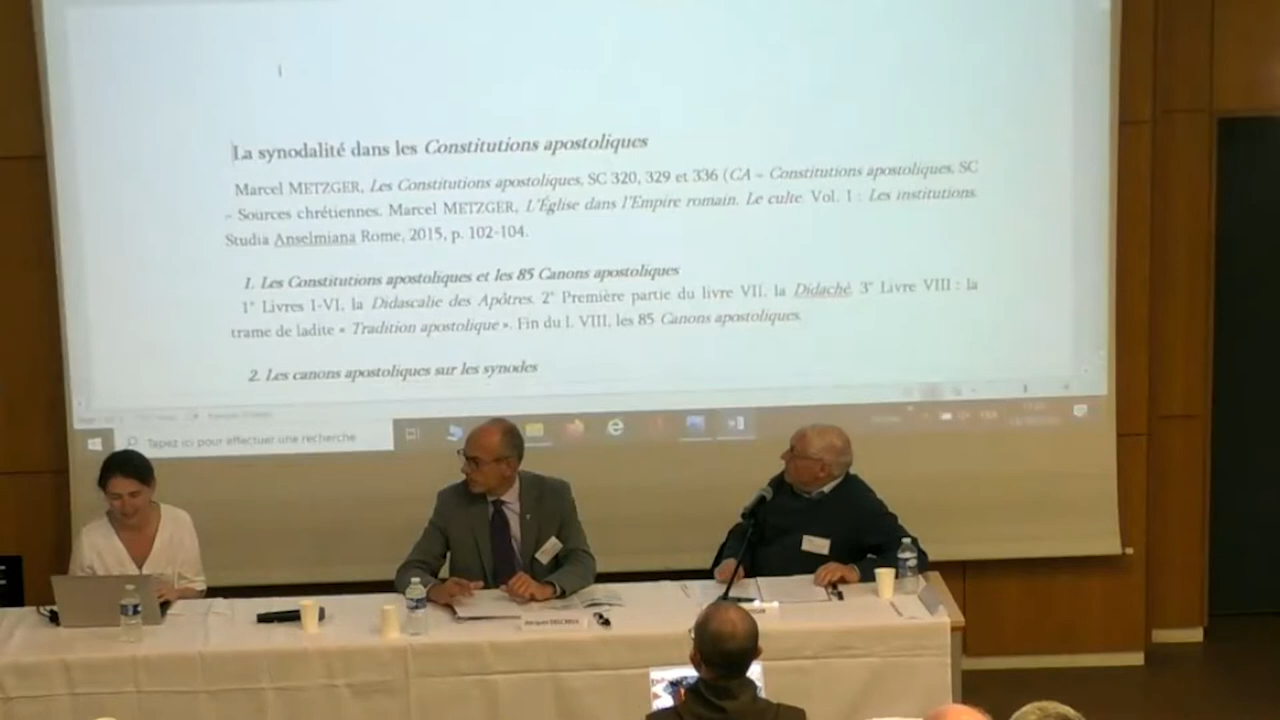 La synodalité dans les Constitutions apostoliques
Marcel METZGER, Les Constitutions apostoliques, SC 320, 329 et 336 (CA – Constitutions apostoliques, SC
– Sources chrétiennes. Marcel METZGER, L'Église dans l'Empire romain. Le culte. Vol. 1 : Les institutions.
Studia Anselmiana Rome, 2015, p. 102-104.
1. Les Constitutions apostoliques et les 85 Canons apostoliques
1° Livres I-VI, la Didascalie des Apôtres. 2° Première partie du livre VII, la Didachè. 3° Livre VIII : la
trame de ladite « Tradition apostolique ». Fin du l. VIII, les 85 Canons apostoliques.
2. Les canons apostoliques sur les synodes
Tapez ici pour effectuer une recherche